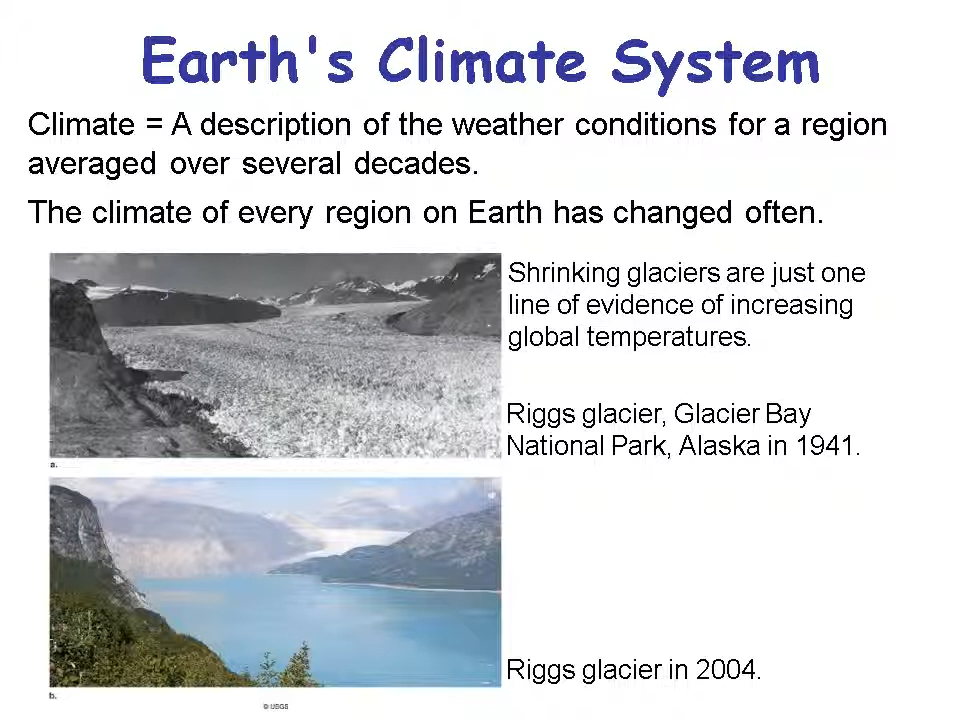 Earth's Climate System
Climate = A description of the weather conditions for a region
averaged over several decades.
The climate of every region on Earth has changed often.
Shrinking glaciers are just one
line of evidence of increasing
global temperatures.
Riggs glacier, Glacier Bay
National Park, Alaska in 1941.
a.
Riggs glacier in 2004.
b.
© USGS